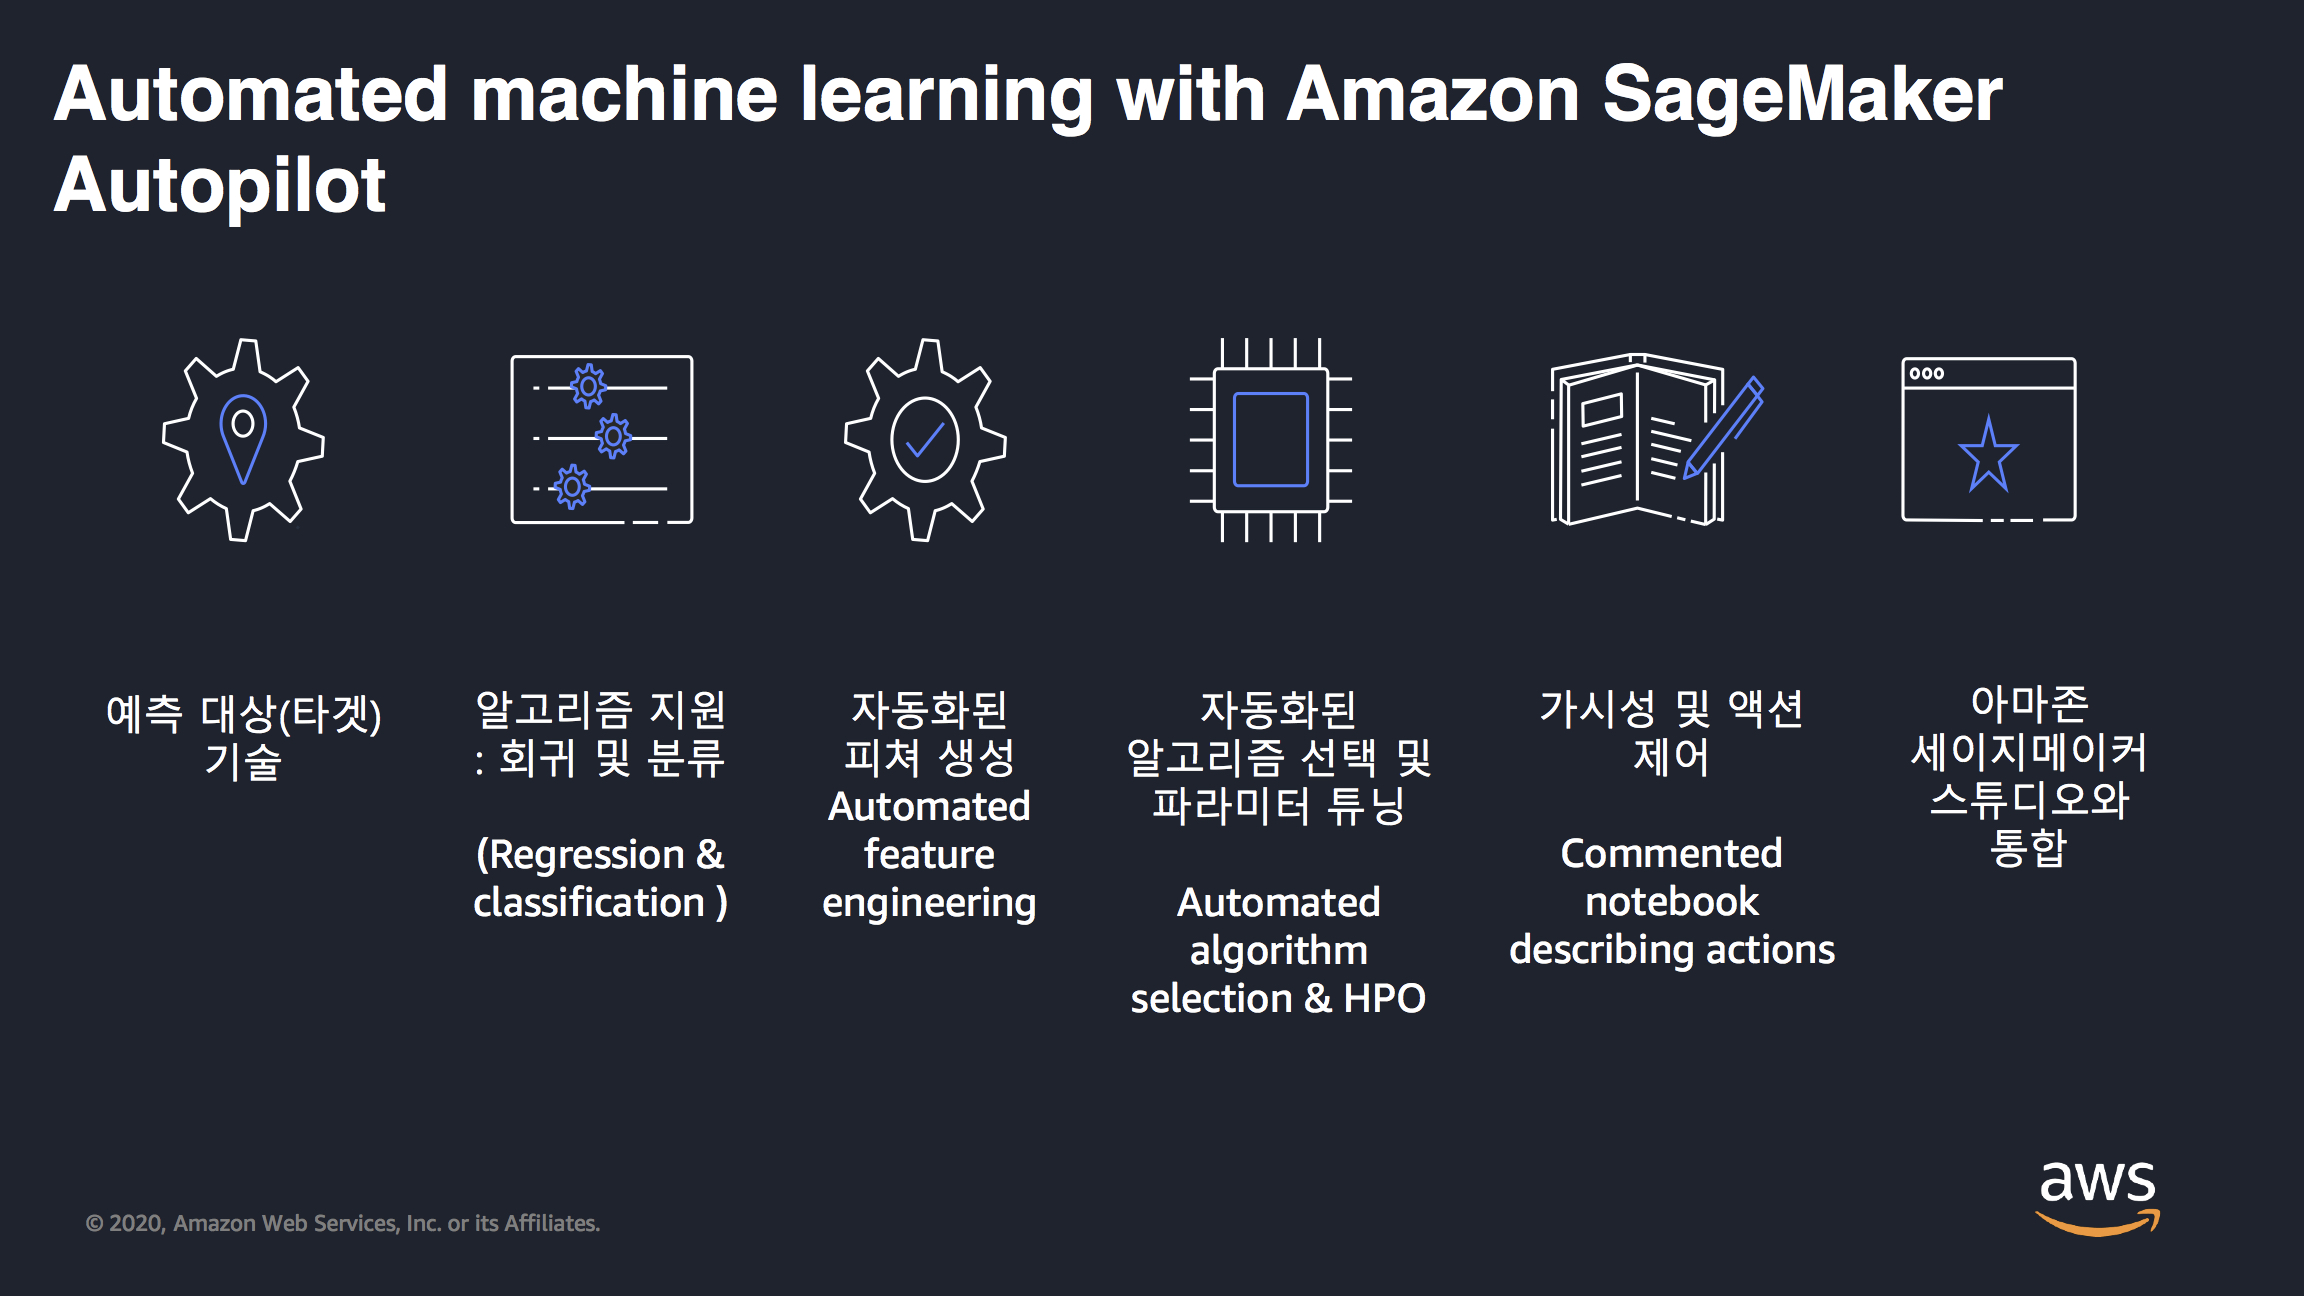 Automated machine learning with Amazon SageMaker
Autopilot
예측 대상(타겟)
기술
알고리즘 지원
: 회귀 및 분류
(Regression &
classification )
자동화된
피쳐 생성
Automated
feature
engineering
자동화된
알고리즘 선택 및
파라미터 튜닝
Automated
algorithm
selection & HPO
가시성 및 액션
제어
Commented
notebook
describing actions
아마존
세이지메이커
스튜디오와
통합
© 2020, Amazon Web Services, Inc. or its Affiliates.
aws